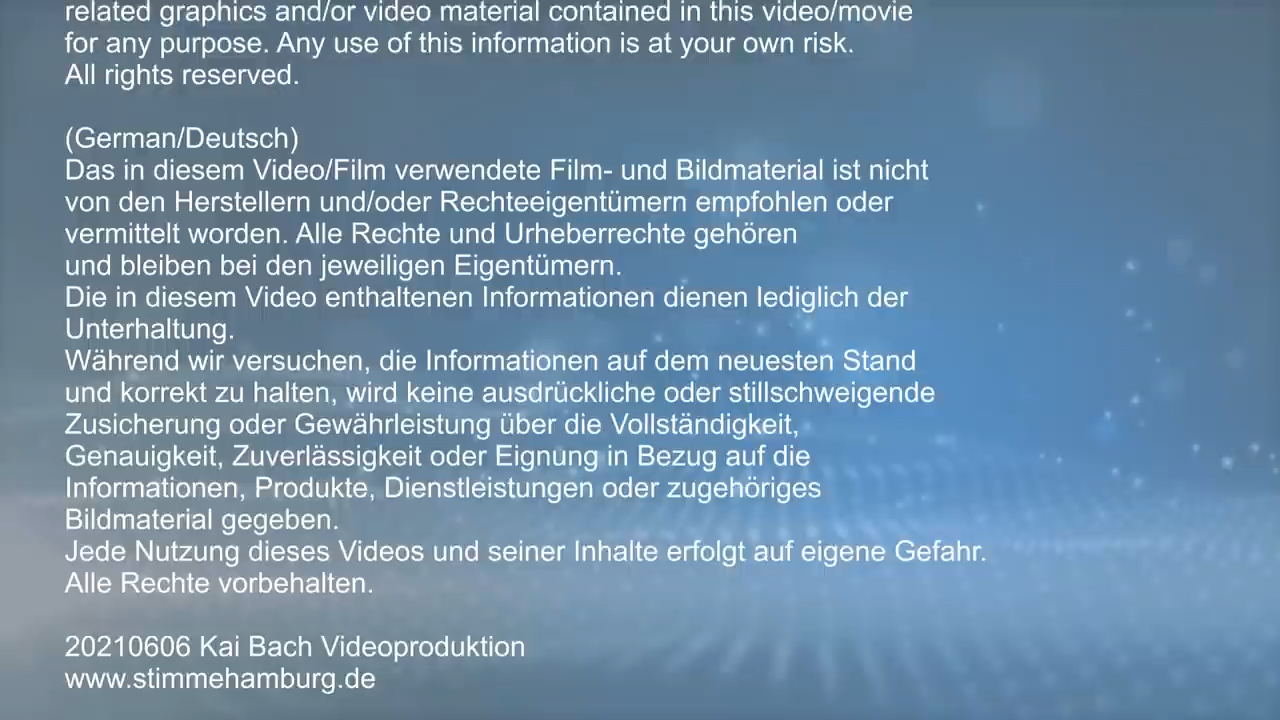 related graphics and/or video material contained in this video/movie
for any purpose. Any use of this information is at your own risk.
All rights reserved.
(German/Deutsch)
Das in diesem Video/Film verwendete Film- und Bildmaterial ist nicht
von den Herstellern und/oder Rechteeigentümern empfohlen oder
vermittelt worden. Alle Rechte und Urheberrechte gehören
und bleiben bei den jeweiligen Eigentümern.
Die in diesem Video enthaltenen Informationen dienen lediglich der
Unterhaltung.
Während wir versuchen, die Informationen auf dem neuesten Stand
und korrekt zu halten, wird keine ausdrückliche oder stillschweigende
Zusicherung oder Gewährleistung über die Vollständigkeit,
Genauigkeit, Zuverlässigkeit oder Eignung in Bezug auf die
Informationen, Produkte, Dienstleistungen oder zugehöriges
Bildmaterial gegeben.
Jede Nutzung dieses Videos und seiner Inhalte erfolgt auf eigene Gefahr.
Alle Rechte vorbehalten.
20210606 Kai Bach Videoproduktion
www.stimmehamburg.de